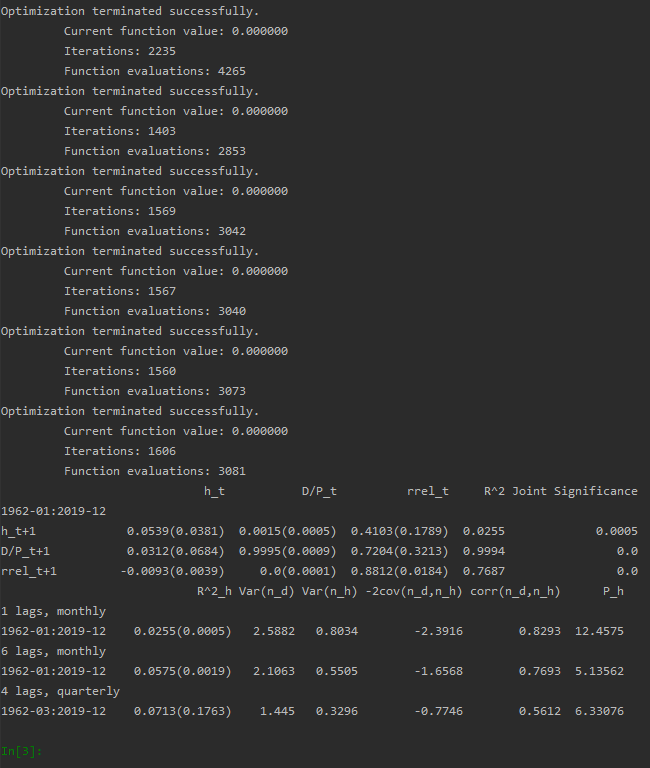 Optimization terminated successfully.
Current function value: 0.000000
Iterations: 2235
Function evaluations: 4265
Optimization terminated successfully.
Current function value: 0.000000
Iterations: 1403
Function evaluations: 2853
Optimization terminated successfully.
Current function value: 0.000000
Iterations: 1569
Function evaluations: 3042
Optimization terminated successfully.
Current function value: 0.000000
Iterations: 1567
Function evaluations: 3040
Optimization terminated successfully.
Current function value: 0.000000
Iterations: 1560
Function evaluations: 3073
Optimization terminated successfully.
Current function value: 0.000000
Iterations: 1606
Function evaluations: 3081
h_t D/P_t rrel_t R^2 Joint Significance
1962-01:2019-12
h_t+1 0.0539(0.0381) 0.0015(0.0005) 0.4103(0.1789) 0.0255 0.0005
D/P_t+1 0.0312(0.0684) 0.9995(0.0009) 0.7204(0.3213) 0.9994 0.0
rrel_t+1 -0.0093(0.0039) 0.0(0.0001) 0.8812(0.0184) 0.7687 0.0
R^2_h Var(n_d) Var(n_h) -2cov(n_d,n_h) corr(n_d,n_h) P_h
1 lags, monthly
1962-01:2019-12 0.0255(0.0005) 2.5882 0.8034 -2.3916 0.8293 12.4575
6 lags, monthly
1962-01:2019-12 0.0575(0.0019) 2.1063 0.5505 -1.6568 0.7693 5.13562
4 lags, quarterly
1962-03:2019-12 0.0713(0.1763) 1.445 0.3296 -0.7746 0.5612 6.33076
In[3]: